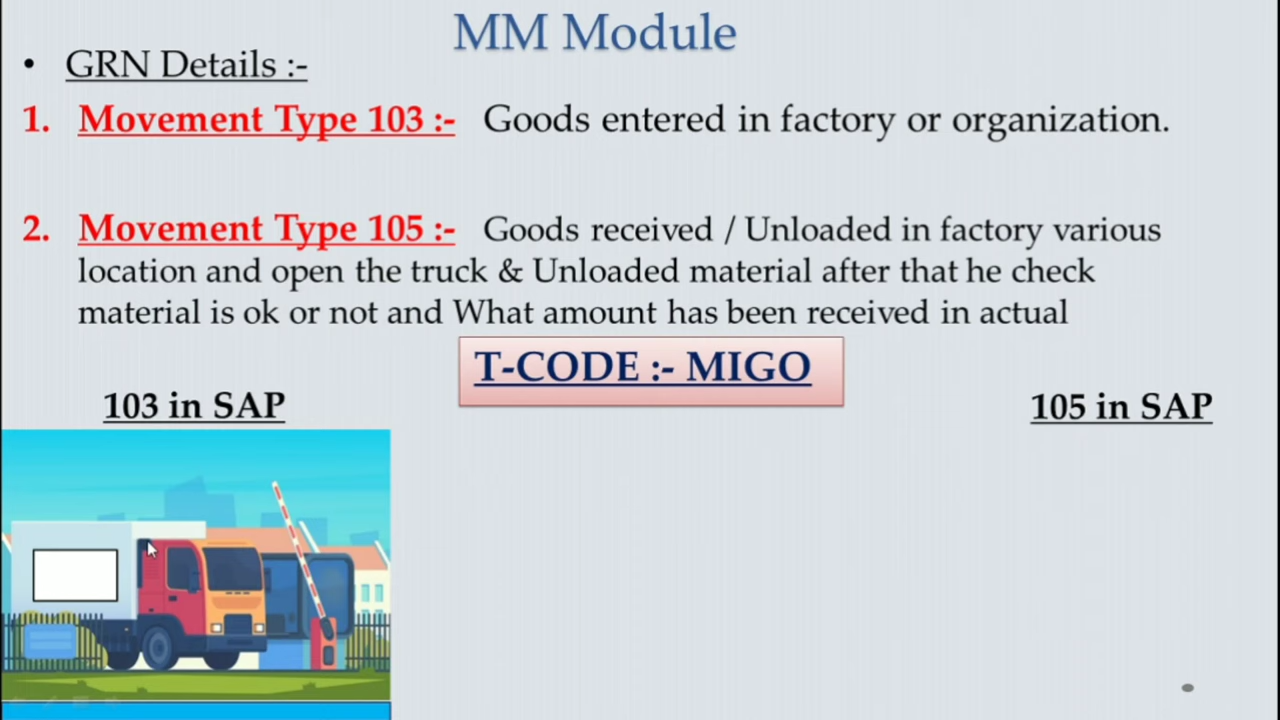 MM Module
• GRN Details :-
1. Movement Type 103 :- Goods entered in factory or organization.
2. Movement Type 105 :- Goods received / Unloaded in factory various
location and open the truck & Unloaded material after that he check
material is ok or not and What amount has been received in actual
T-CODE :- MIGO
103 in SAP
105 in SAP